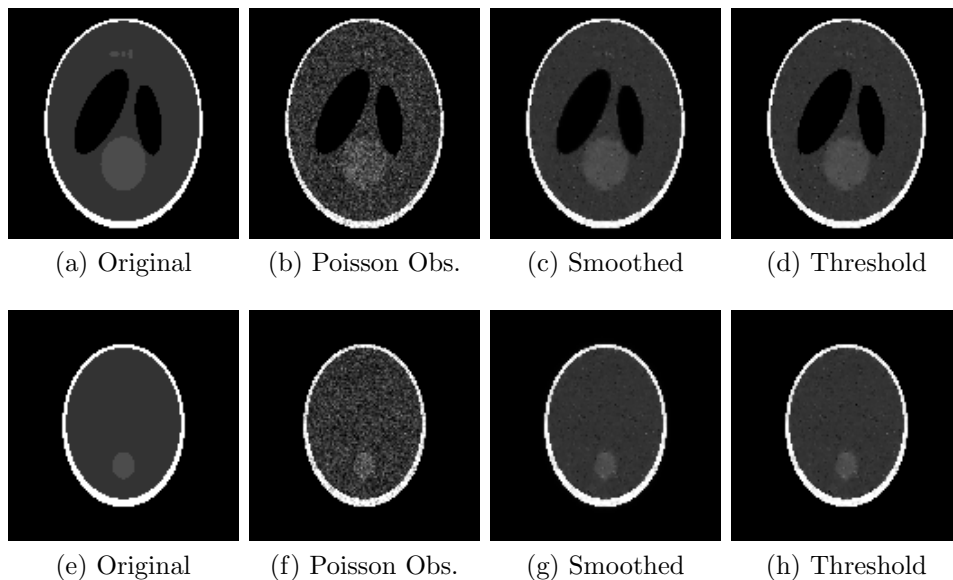 (a) Original (b) Poisson Obs. (c) Smoothed (d) Threshold
(e) Original (f) Poisson Obs. (g) Smoothed (h) Threshold